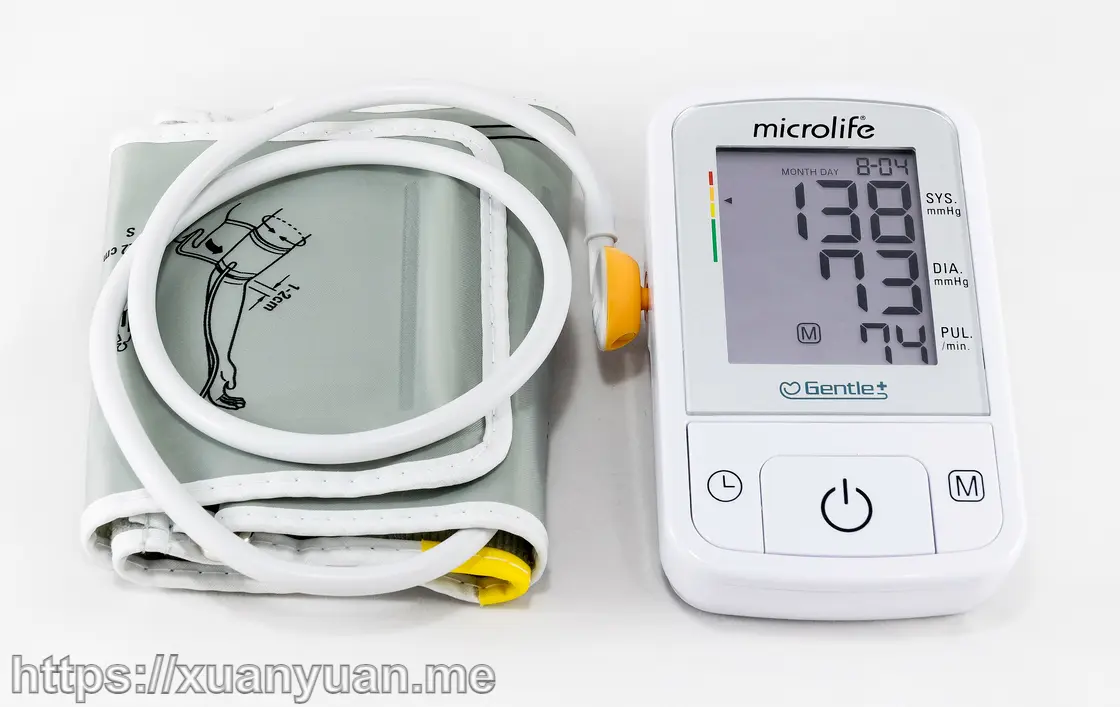 microlife®
MONTH DAY 8-04
138 SYS. mmHg
73 DIA. mmHg
M 74 PUL. /min.
Gentle+
M
S
1-2cm
https://xuanyuan.me